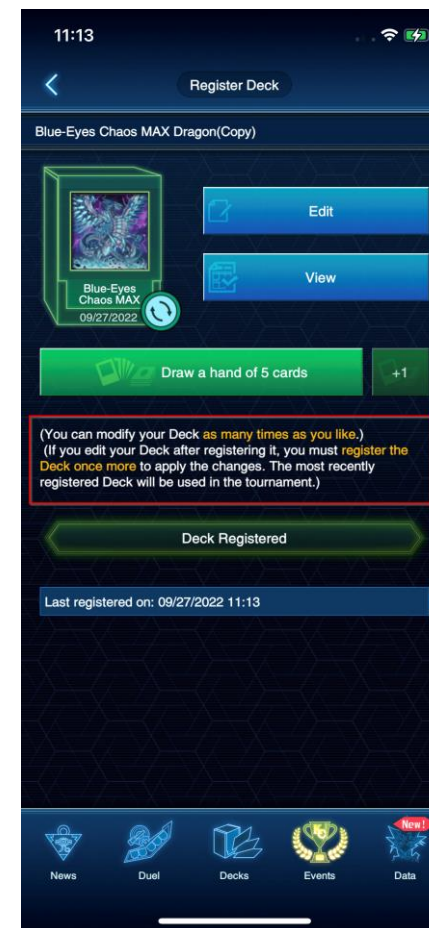 11:13
Register Deck
Blue-Eyes Chaos MAX Dragon(Copy)
Edit
Blue-Eyes
Chaos MAX
View
09/27/2022
Draw a hand of 5 cards
+1
(You can modify your Deck as many times as you like.)
(If you edit your Deck after registering it, you must register the
Deck once more to apply the changes. The most recently
registered Deck will be used in the tournament.)
Deck Registered
Last registered on: 09/27/2022 11:13
New!
News
Duel
Decks
Events
Data